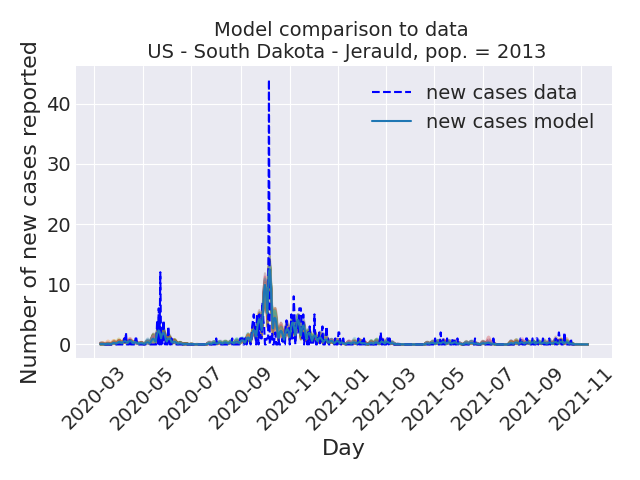 Model comparison to data
US - South Dakota - Jerauld, pop. = 2013
Number of new cases reported
40
30
20
10
0
new cases data
new cases model
2020-03
2020-05
2020-07
2020-09
2020-11
2021-01
2021-03
2021-05
2021-07
2021-09
2021-11
Day